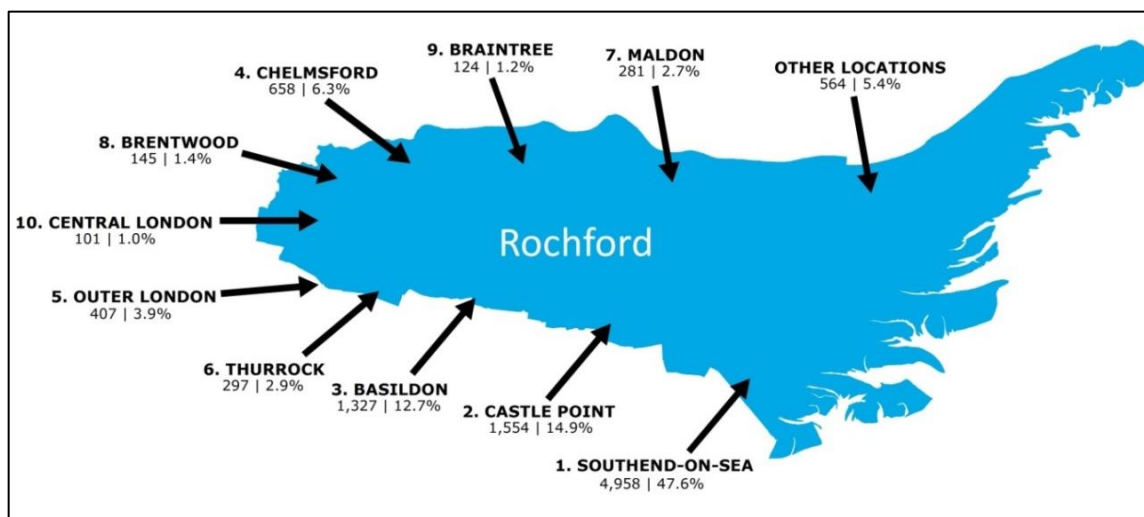 9. BRAINTREE
124 | 1.2%
7. MALDON
281 | 2.7%
4. CHELMSFORD
658 | 6.3%
OTHER LOCATIONS
564 | 5.4%
8. BRENTWOOD
145 | 1.4%
10. CENTRAL LONDON
101 | 1.0%
Rochford
5. OUTER LONDON
407 | 3.9%
6. THURROCK
297 | 2.9%
3. BASILDON
1,327 | 12.7%
2. CASTLE POINT
1,554 | 14.9%
1. SOUTHEND-ON-SEA
4,958 | 47.6%